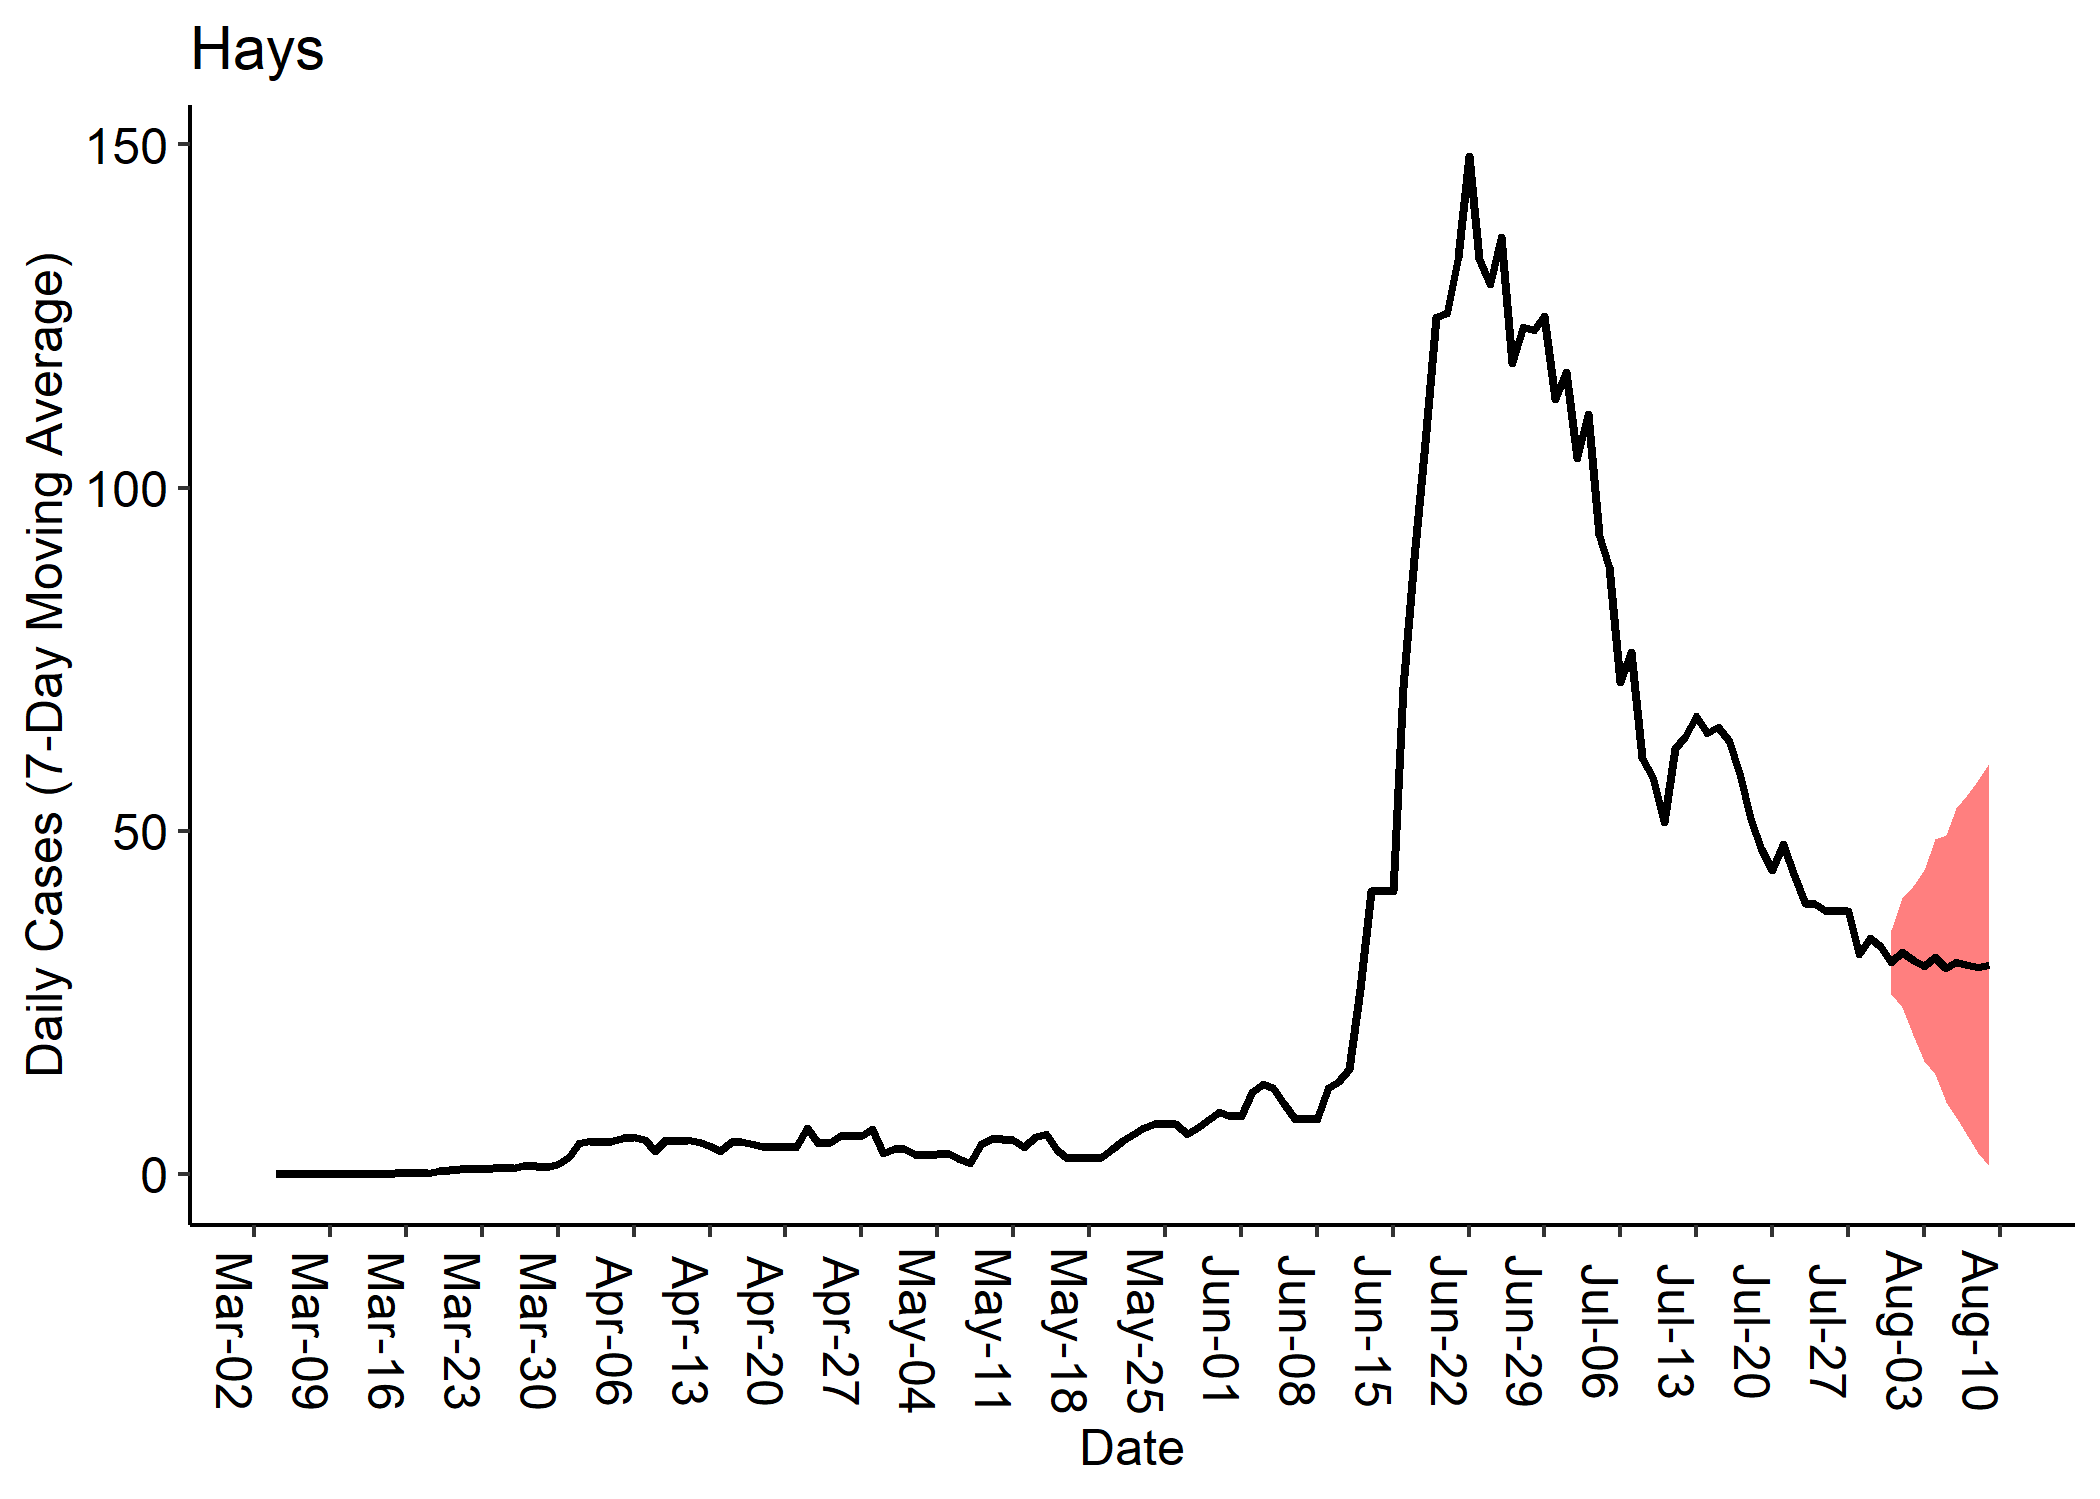 Hays
Daily Cases (7-Day Moving Average)
150
100
50
0
Mar-02
Mar-09
Mar-16
Mar-23
Mar-30
Apr-06
Apr-13
Apr-20
Apr-27
May-04
May-11
May-18
May-25
Jun-01
Jun-08
Jun-15
Jun-22
Jun-29
Jul-06
Jul-13
Jul-20
Jul-27
Aug-03
Aug-10
Date